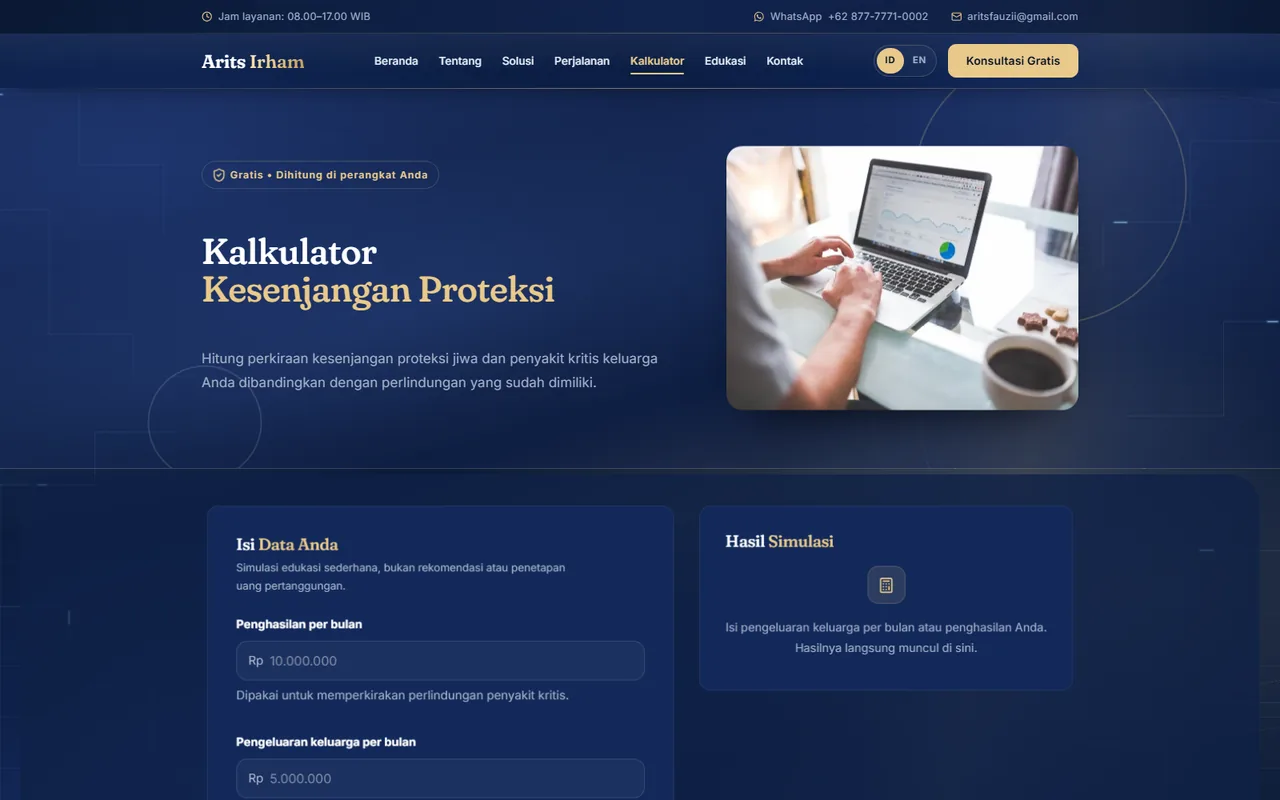 Jam layanan: 08.00–17.00 WIB
WhatsApp +62 877-7771-0002
aritsfauzii@gmail.com
Arits Irham
Beranda
Tentang
Solusi
Perjalanan
Kalkulator
Edukasi
Kontak
ID
EN
Konsultasi Gratis
Gratis • Dihitung di perangkat Anda
Kalkulator
Kesenjangan Proteksi
Hitung perkiraan kesenjangan proteksi jiwa dan penyakit kritis keluarga
Anda dibandingkan dengan perlindungan yang sudah dimiliki.
Isi Data Anda
Simulasi edukasi sederhana, bukan rekomendasi atau penetapan
uang pertanggungan.
Penghasilan per bulan
Rp 10.000.000
Dipakai untuk memperkirakan perlindungan penyakit kritis.
Pengeluaran keluarga per bulan
Rp 5.000.000
Hasil Simulasi
Isi pengeluaran keluarga per bulan atau penghasilan Anda.
Hasilnya langsung muncul di sini.